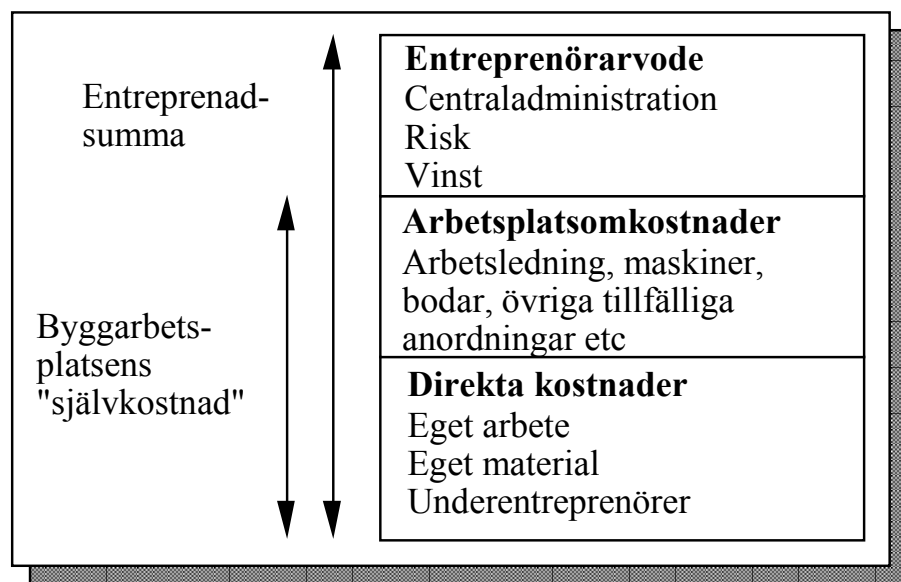 Entreprenad-
summa
Byggarbets-
platsens
"självkostnad"
Entreprenörarvode
Centraladministration
Risk
Vinst
Arbetsplatsomkostnader
Arbetsledning, maskiner,
bodar, övriga tillfälliga
anordningar etc
Direkta kostnader
Eget arbete
Eget material
Underentreprenörer